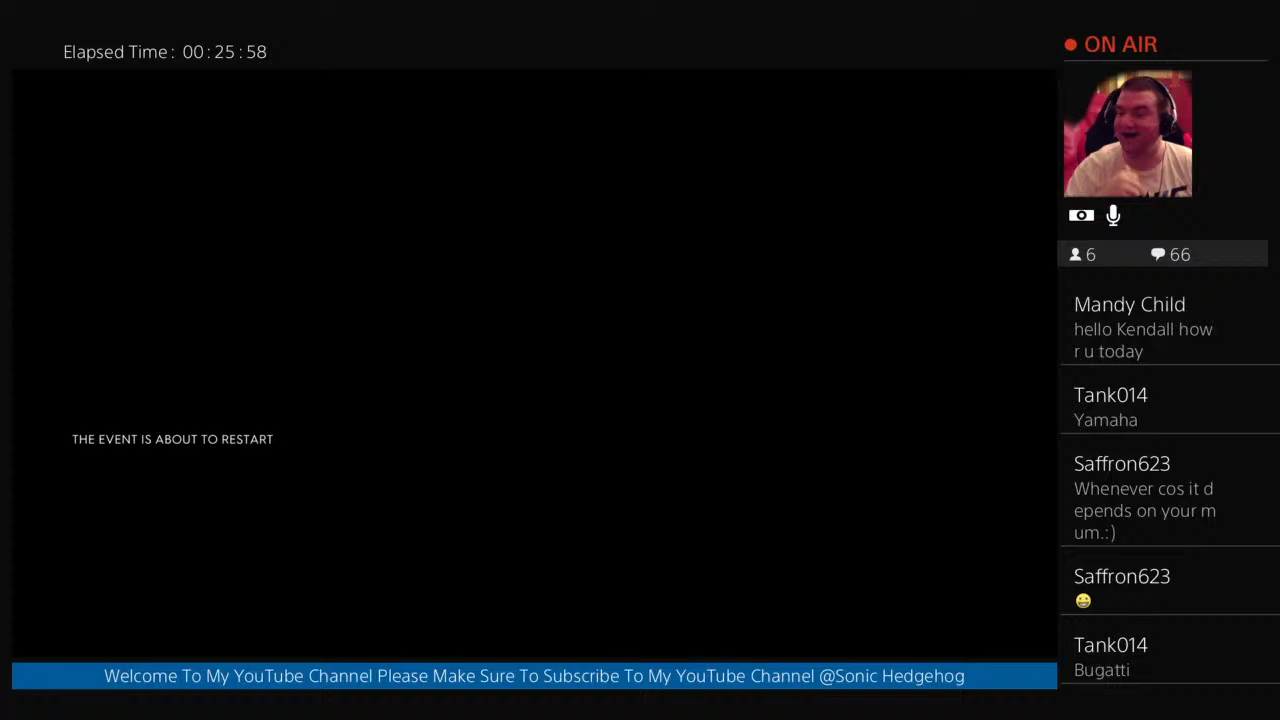 Elapsed Time: 00:25:58
ON AIR
6 66
Mandy Child
hello Kendall how
r u today
Tank014
Yamaha
THE EVENT IS ABOUT TO RESTART
Saffron623
Whenever cos it d
epends on your m
um.:)
Saffron623
😀
Tank014
Bugatti
Welcome To My YouTube Channel Please Make Sure To Subscribe To My YouTube Channel @Sonic Hedgehog